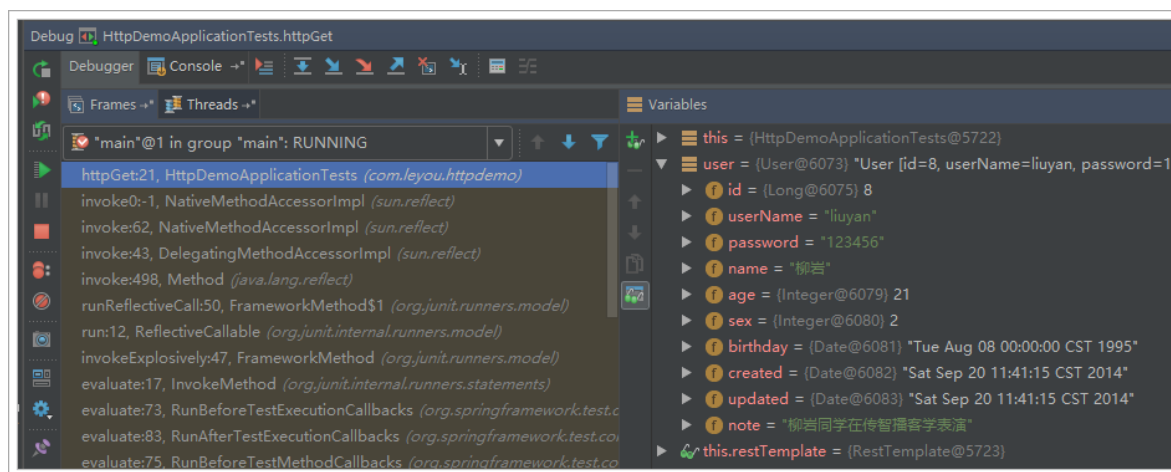 Debug HttpDemoApplicationTests.httpGet
Debugger Console
Frames Threads
"main"@1 in group "main": RUNNING
httpGet:21, HttpDemoApplicationTests (com.leyou.httpdemo)
invoke0:-1, NativeMethodAccessorImpl (sun.reflect)
invoke:62, NativeMethodAccessorImpl (sun.reflect)
invoke:43, DelegatingMethodAccessorImpl (sun.reflect)
invoke:498, Method (java.lang.reflect)
runReflectiveCall:50, FrameworkMethod$1 (org.junit.runners.model)
run:12, ReflectiveCallable (org.junit.internal.runners.model)
invokeExplosively:47, FrameworkMethod (org.junit.runners.model)
evaluate:17, InvokeMethod (org.junit.internal.runners.statements)
evaluate:73, RunBeforeTestExecutionCallbacks (org.springframework.test.c
evaluate:83, RunAfterTestExecutionCallbacks (org.springframework.test.co
evaluate:75, RunBeforeTestMethodCallbacks (org.springframework.test.co
Variables
this = {HttpDemoApplicationTests@5722}
user = {User@6073} "User [id=8, userName=liuyan, password=1
id = {Long@6075} 8
userName = "liuyan"
password = "123456"
name = "柳岩"
age = {Integer@6079} 21
sex = {Integer@6080} 2
birthday = {Date@6081} "Tue Aug 08 00:00:00 CST 1995"
created = {Date@6082} "Sat Sep 20 11:41:15 CST 2014"
updated = {Date@6083} "Sat Sep 20 11:41:15 CST 2014"
note = "柳岩同学在传智播客学表演"
this.restTemplate = {RestTemplate@5723}